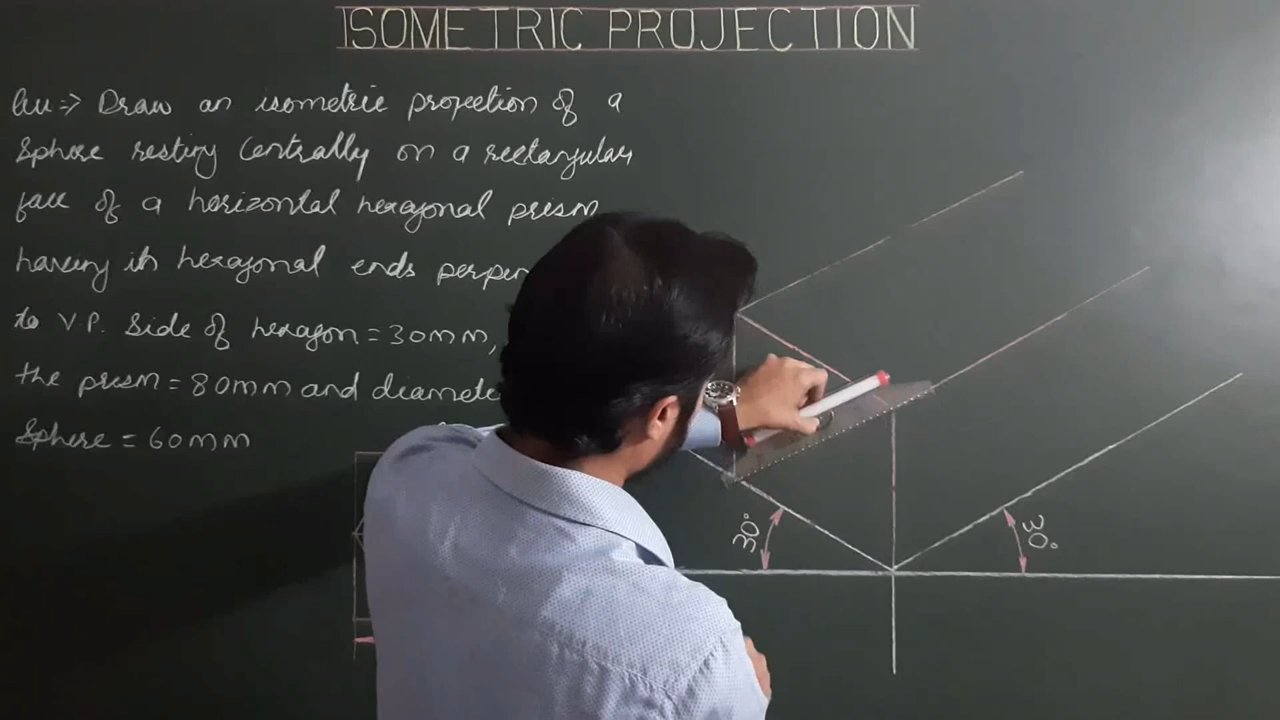 ISOMETRIC PROJECTION
Qu => Draw an isometric projection of a
Sphere resting Centrally on a rectangular
face of a horizontal hexagonal prism
having its hexagonal ends perpen
to V.P. Side of hexagon = 30mm,
the prism = 80mm and diamete
Sphere = 60mm
30°
30°